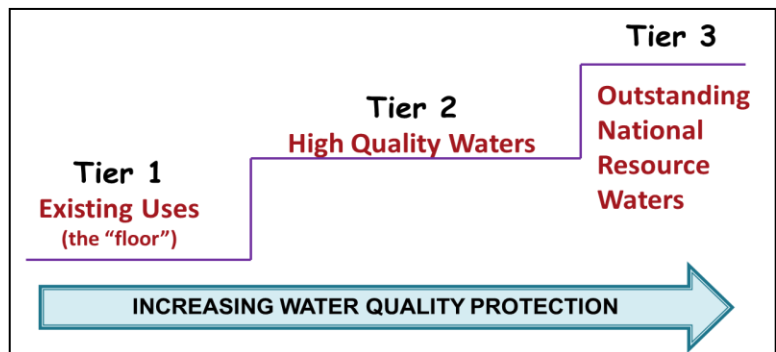 Tier 1
Existing Uses
(the “floor”)
Tier 2
High Quality Waters
Tier 3
Outstanding
National
Resource
Waters
INCREASING WATER QUALITY PROTECTION